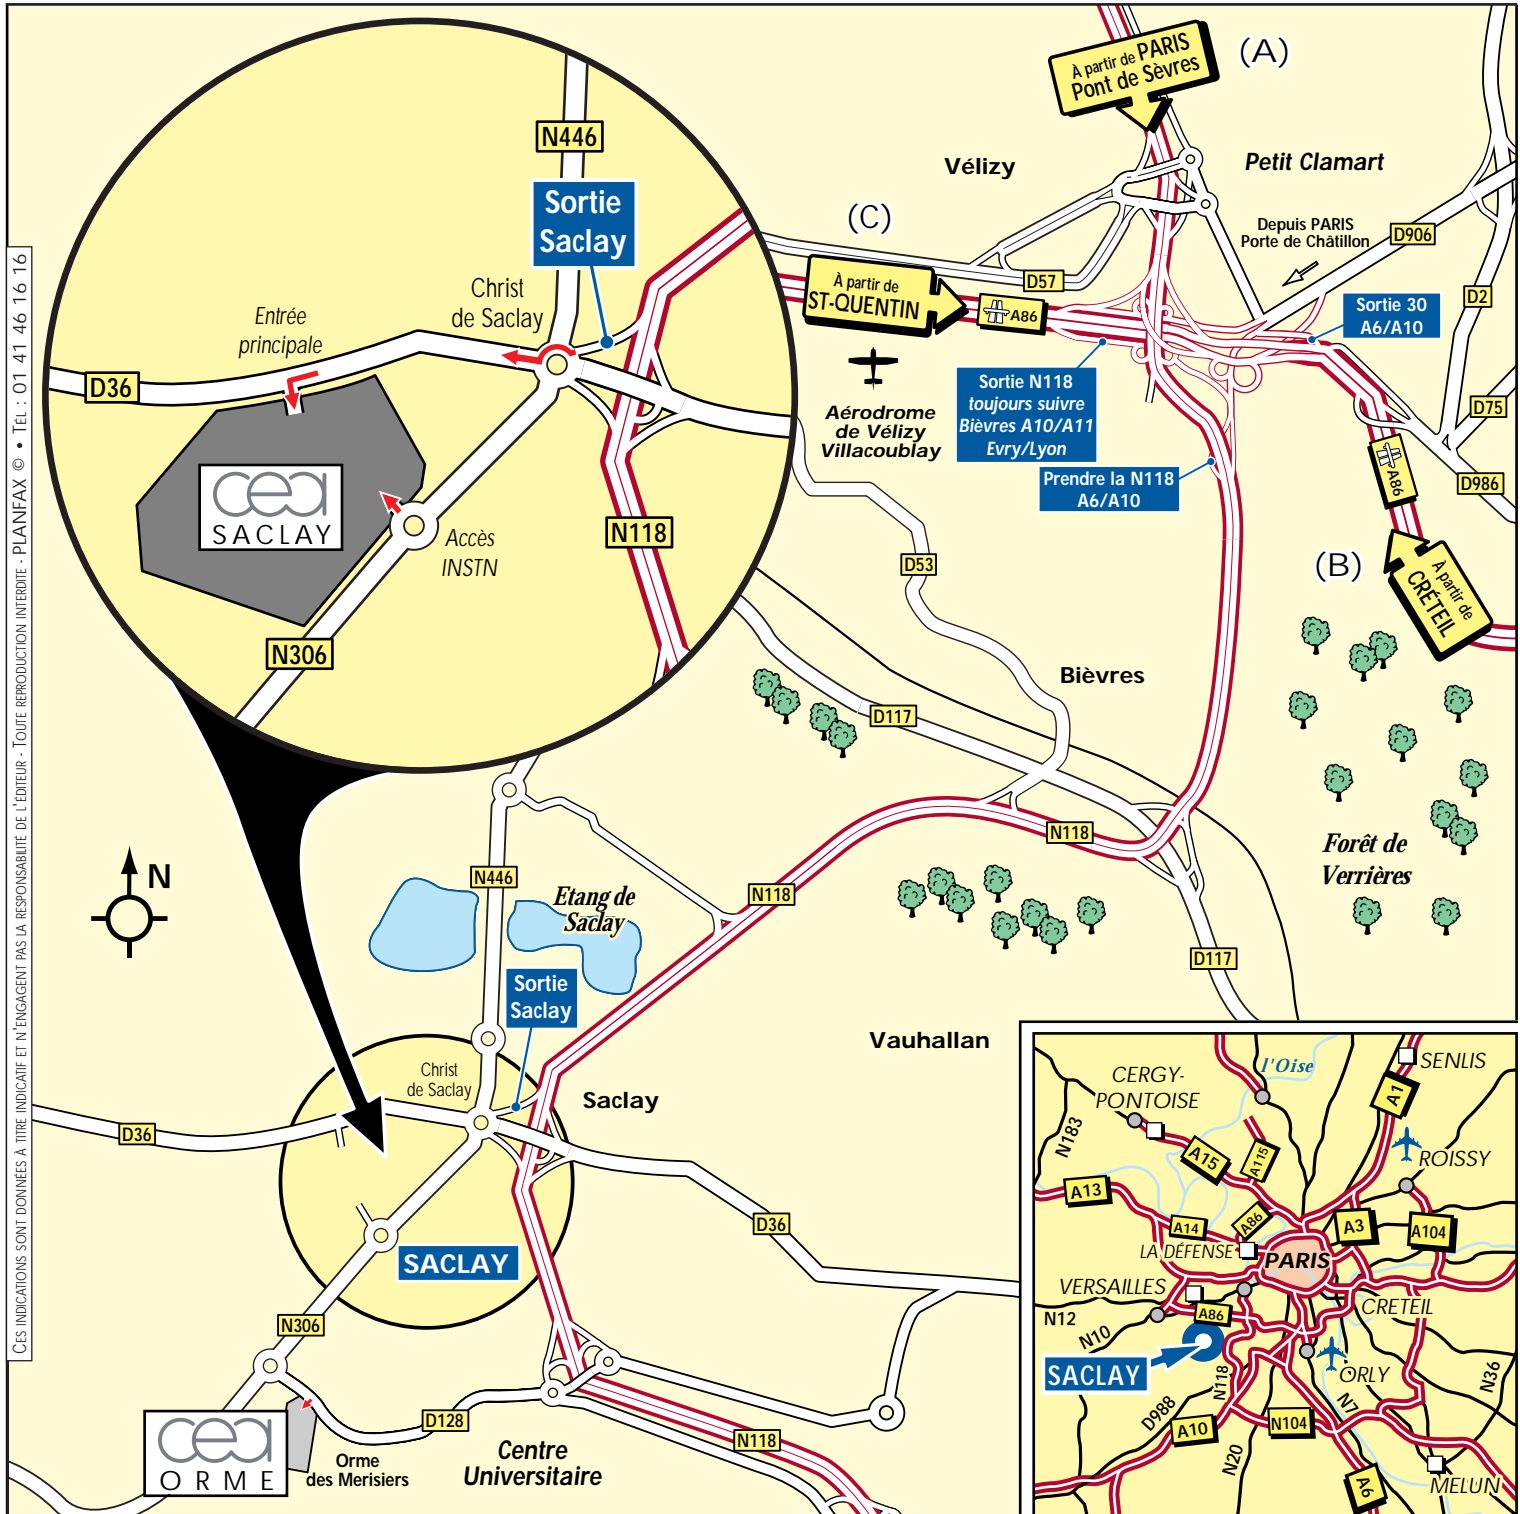 À partir de PARIS
Pont de Sèvres
(A)
N446
Vélizy
Petit Clamart
Sortie
Saclay
(C)
Depuis PARIS
Porte de Châtillon
D906
À partir de
ST-QUENTIN
D57
A86
Sortie 30
A6/A10
D2
Christ
de Saclay
Entrée
principale
D36
Sortie N118
toujours suivre
Bièvres A10/A11
Evry/Lyon
Aérodrome
de Vélizy
Villacoublay
D75
Prendre la N118
A6/A10
A86
D986
cea
SACLAY
Accès
INSTN
N118
D53
(B)
À partir de
CRÉTEIL
N306
Bièvres
D117
N118
Forêt de
Verrières
N
N446
Etang de
Saclay
N118
D117
Sortie
Saclay
Vauhallan
Christ
de Saclay
Saclay
D36
D36
SACLAY
N306
cea
ORME
Orme
des Merisiers
D128
Centre
Universitaire
N118
l'Oise
SENLIS
CERGY-
PONTOISE
A1
N183
A15
A115
ROISSY
A13
A14
A86
A3
A104
LA DÉFENSE
PARIS
VERSAILLES
CRETEIL
N12
A86
N10
SACLAY
N118
ORLY
N36
D988
N7
A10
N104
N20
A6
MELUN
CES INDICATIONS SONT DONNÉES À TITRE INDICATIF ET N'ENGAGENT PAS LA RESPONSABILITÉ DE L'ÉDITEUR - TOUTE REPRODUCTION INTERDITE - PLANFAX © • TÉL : 01 41 46 16 16